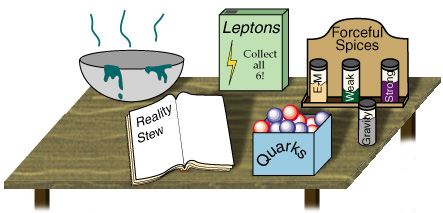 Leptons
Collect
all
6!
Forceful
Spices
E-M
Weak
Strong
Gravity
Reality
Stew
Quarks